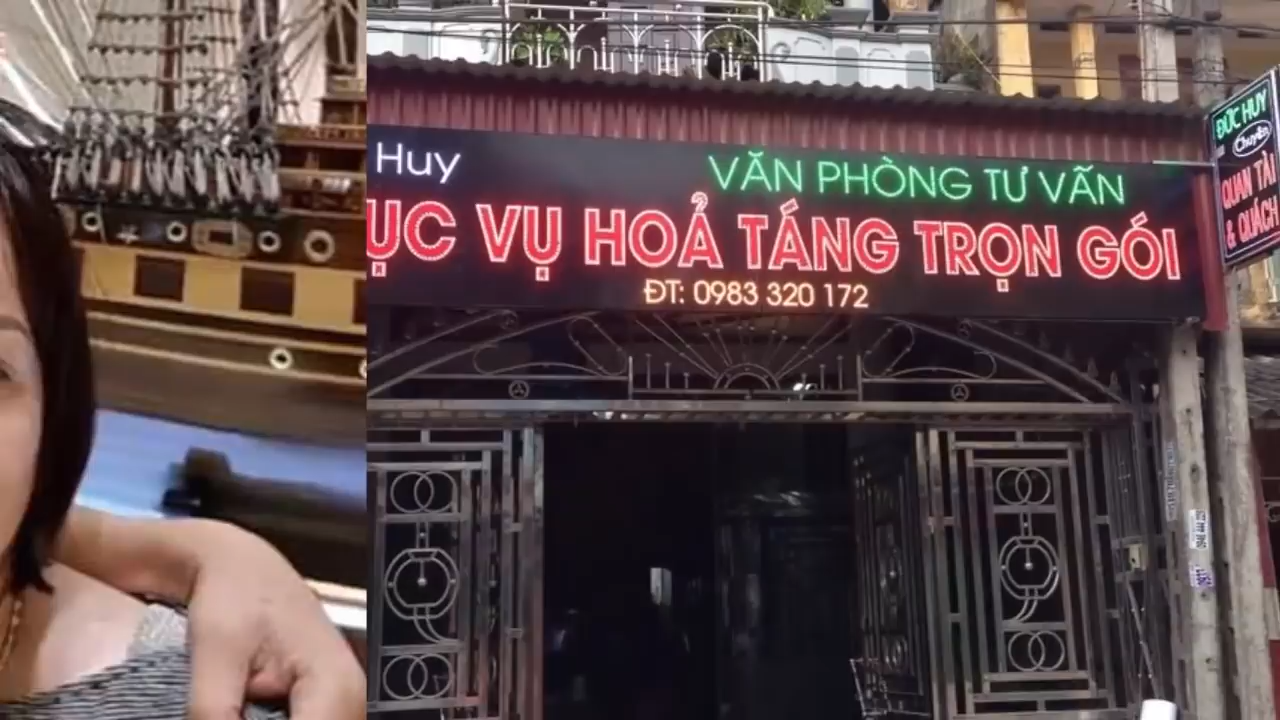 Huy
VĂN PHÒNG TƯ VẤN
ỤC VỤ HOẢ TÁNG TRỌN GÓI
ĐT: 0983 320 172
ĐỨC HUY
Chuyên
QUAN TÀI
& QUÁCH